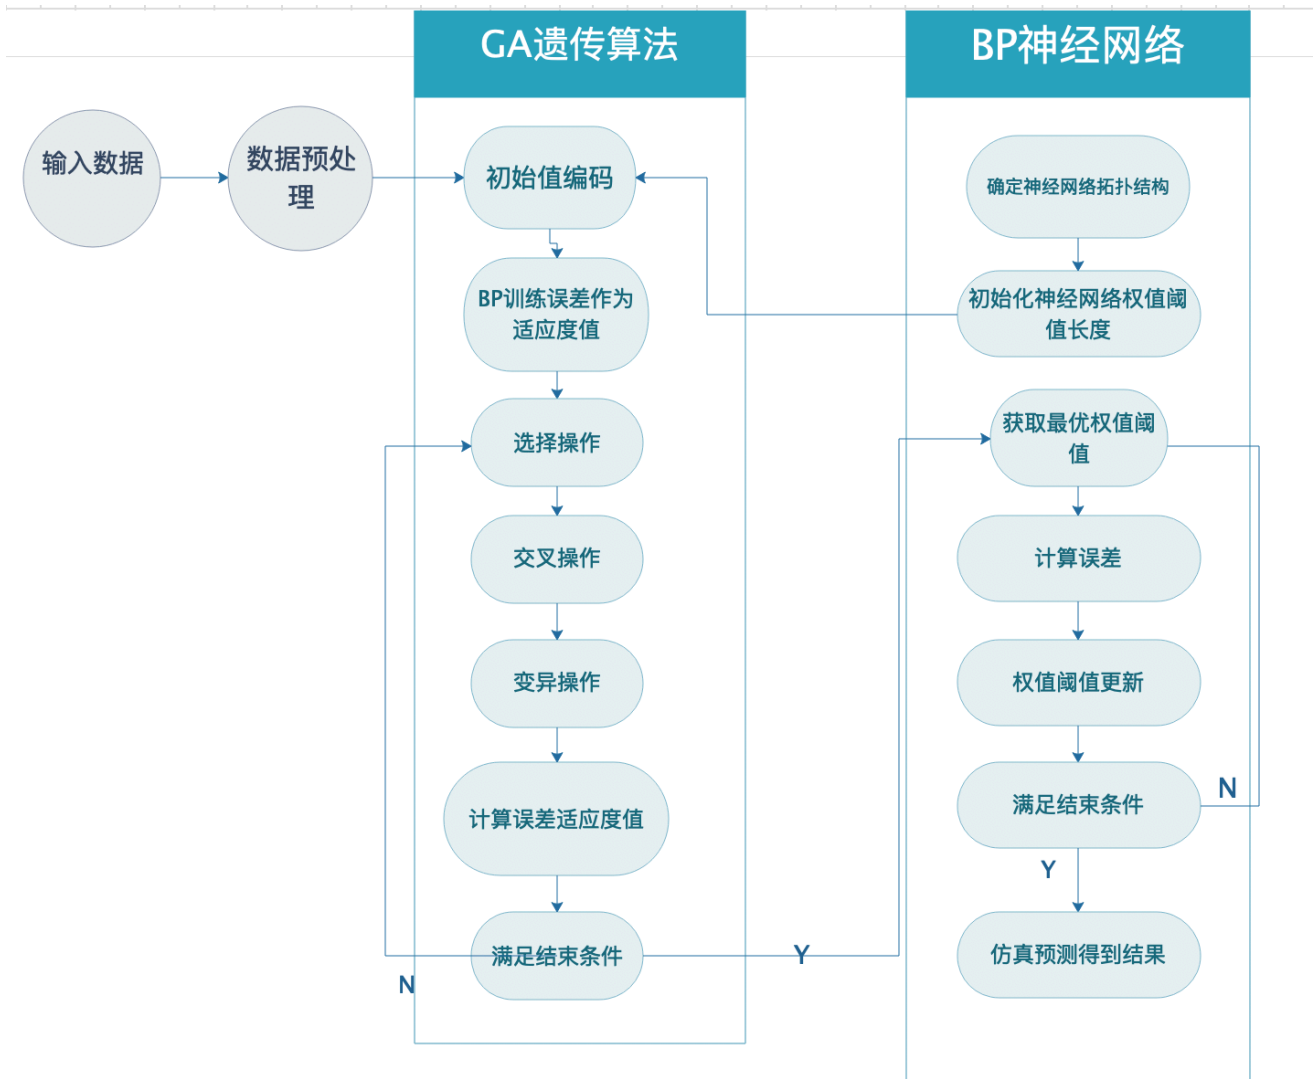 GA遗传算法
BP神经网络
输入数据
数据预处
理
初始值编码
BP训练误差作为
适应度值
选择操作
交叉操作
变异操作
计算误差适应度值
满足结束条件
N
Y
确定神经网络拓扑结构
初始化神经网络权值阈
值长度
获取最优权值阈
值
计算误差
权值阈值更新
满足结束条件
N
Y
仿真预测得到结果